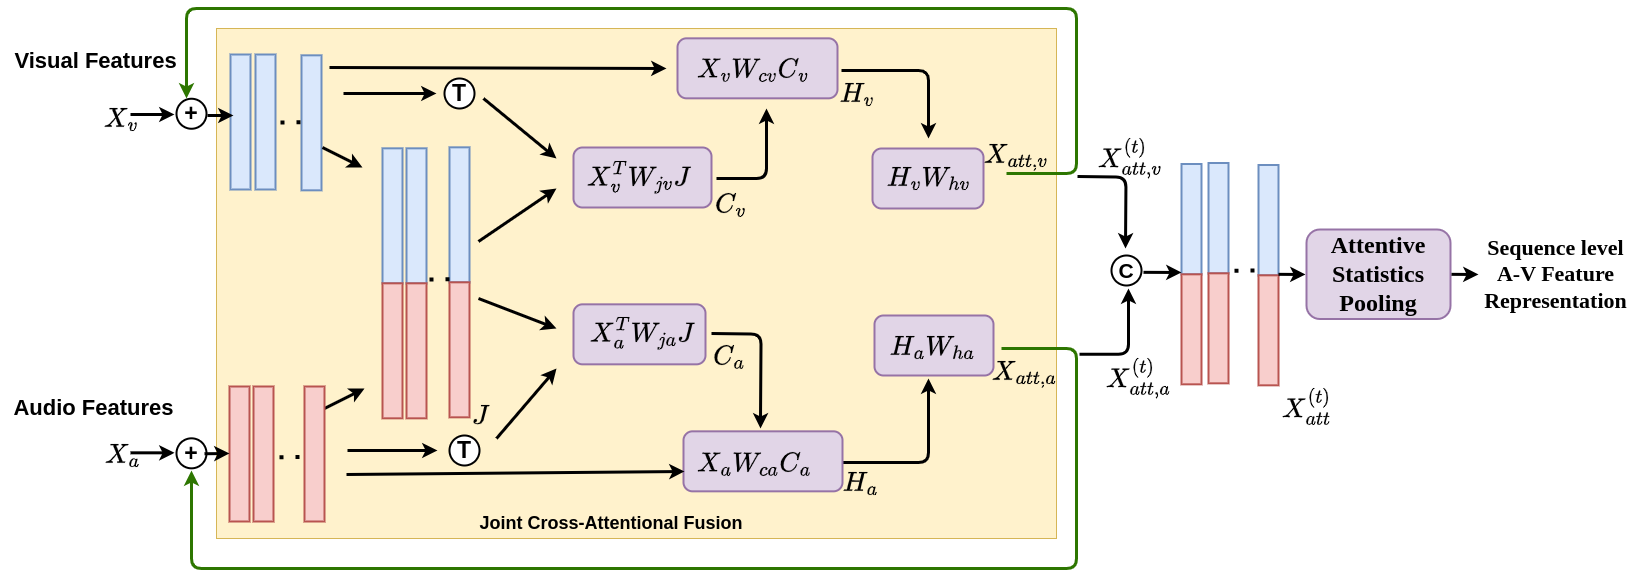 Visual Features
X_v
+
T
X_v W_{cv} C_v
H_v
X_v^T W_{jv} J
C_v
H_v W_{hv}
X_{att,v}
X_{att,v}^{(t)}
J
X_a^T W_{ja} J
C_a
H_a W_{ha}
X_{att,a}
X_{att,a}^{(t)}
C
X_{att}^{(t)}
Attentive
Statistics
Pooling
Sequence level
A-V Feature
Representation
Audio Features
X_a
+
T
X_a W_{ca} C_a
H_a
Joint Cross-Attentional Fusion